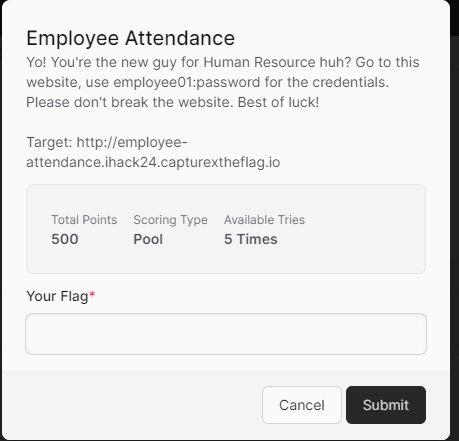 Employee Attendance
Yo! You're the new guy for Human Resource huh? Go to this
website, use employee01:password for the credentials.
Please don't break the website. Best of luck!
Target: http://employee-
attendance.ihack24.capturextheflag.io
Total Points Scoring Type Available Tries
500 Pool 5 Times
Your Flag*
Cancel Submit